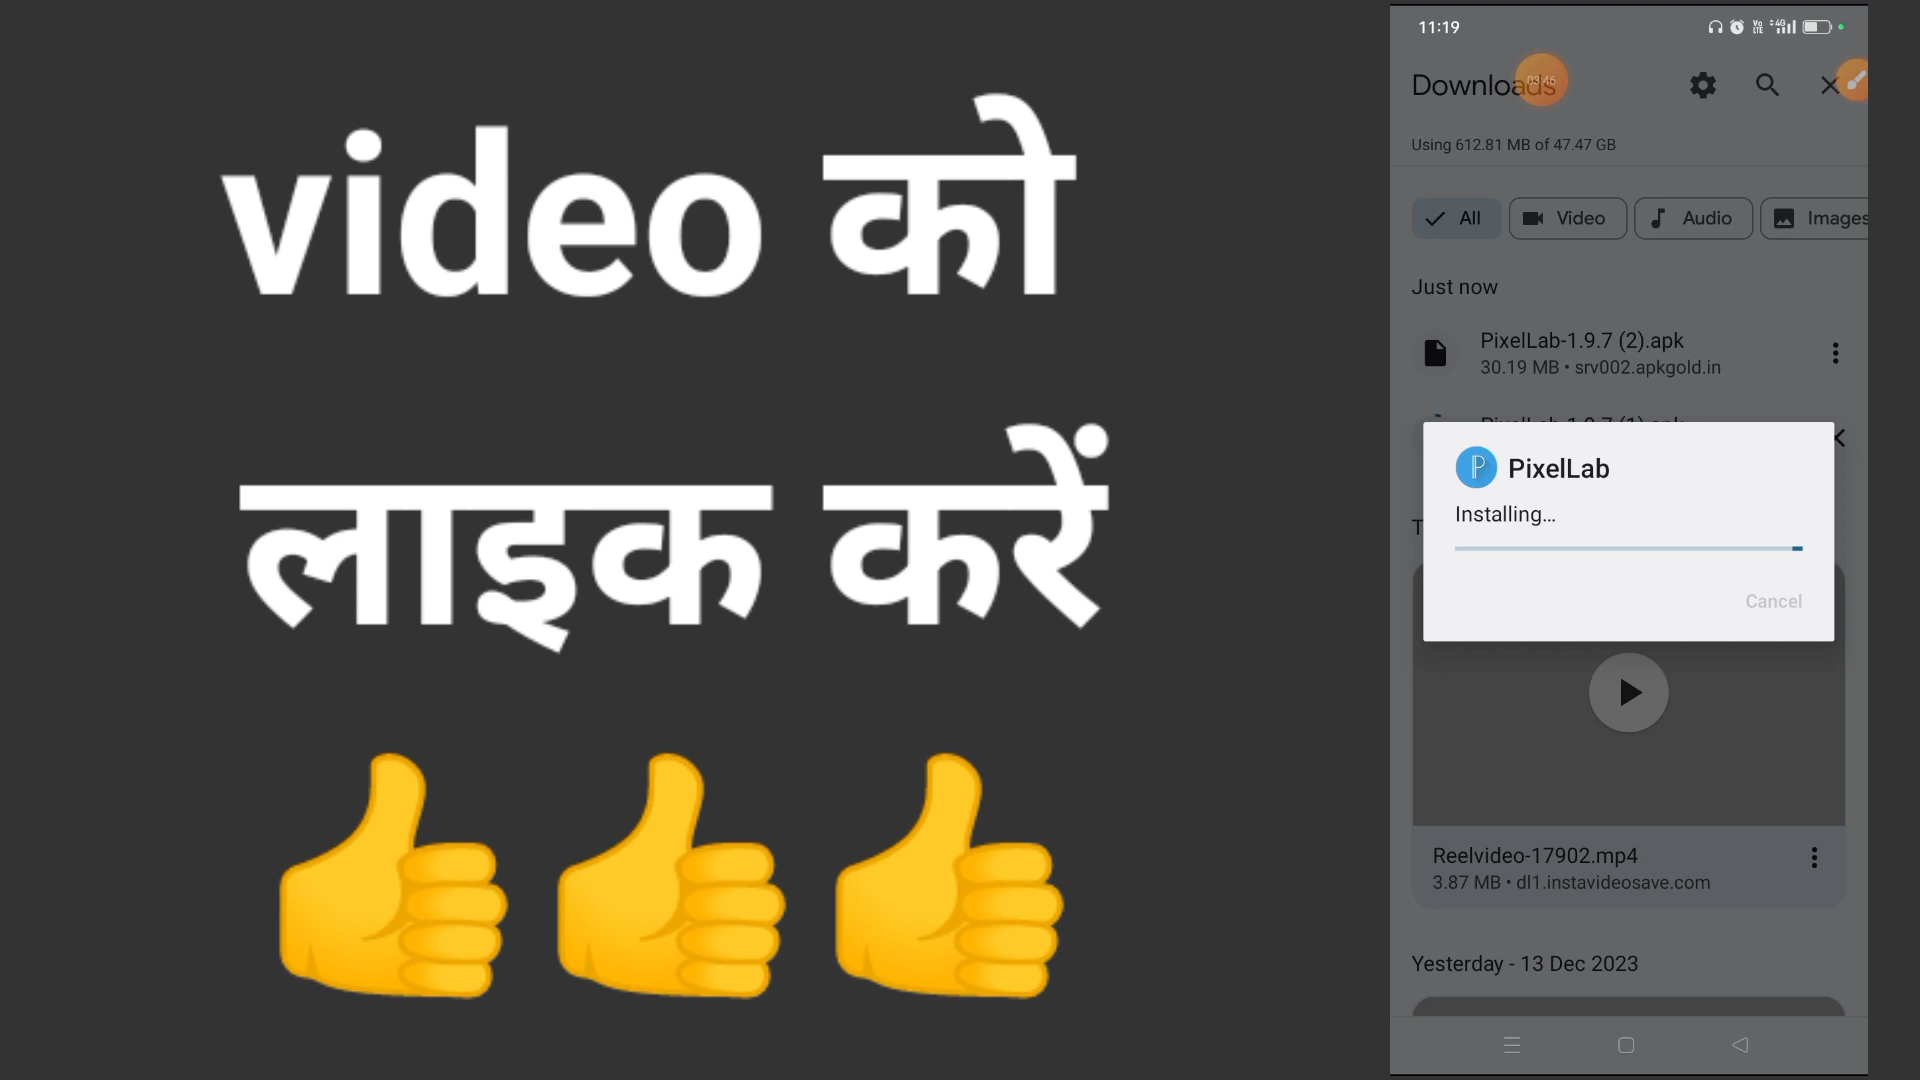 video को
लाइक करें
👍👍👍
11:19
Downloads
03:46
Using 612.81 MB of 47.47 GB
All
Video
Audio
Images
Just now
PixelLab-1.9.7 (2).apk
30.19 MB • srv002.apkgold.in
PixelLab
Installing...
Cancel
Reelvideo-17902.mp4
3.87 MB • dl1.instavideosave.com
Yesterday - 13 Dec 2023